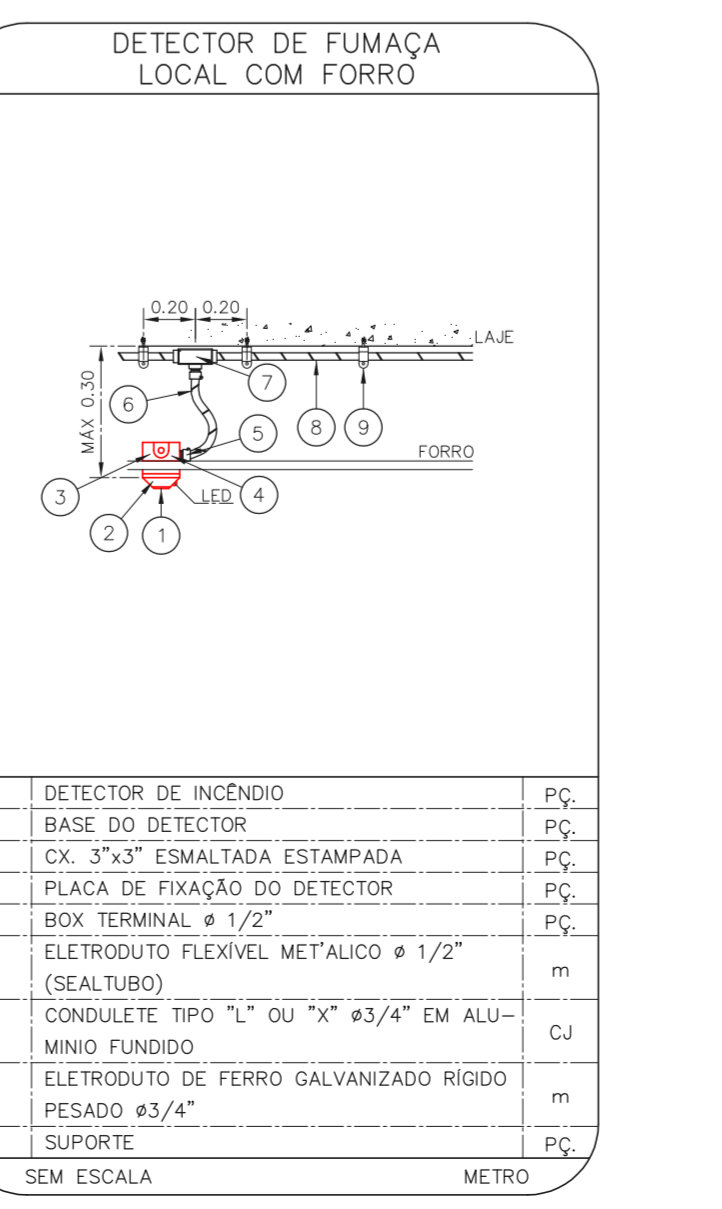 DETECTOR DE FUMAÇA
LOCAL COM FORRO
0.20 0.20
LAJE
MÁX 0.30
7
6
8
9
5
FORRO
3
LED
4
2
1
DETECTOR DE INCÊNDIO PÇ.
BASE DO DETECTOR PÇ.
CX. 3"x3" ESMALTADA ESTAMPADA PÇ.
PLACA DE FIXAÇÃO DO DETECTOR PÇ.
BOX TERMINAL ø 1/2" PÇ.
ELETRODUTO FLEXÍVEL MET'ALICO ø 1/2"
(SEALTUBO) m
CONDULETE TIPO "L" OU "X" ø3/4" EM ALU-
MINIO FUNDIDO CJ
ELETRODUTO DE FERRO GALVANIZADO RÍGIDO
PESADO ø3/4" m
SUPORTE PÇ.
SEM ESCALA METRO